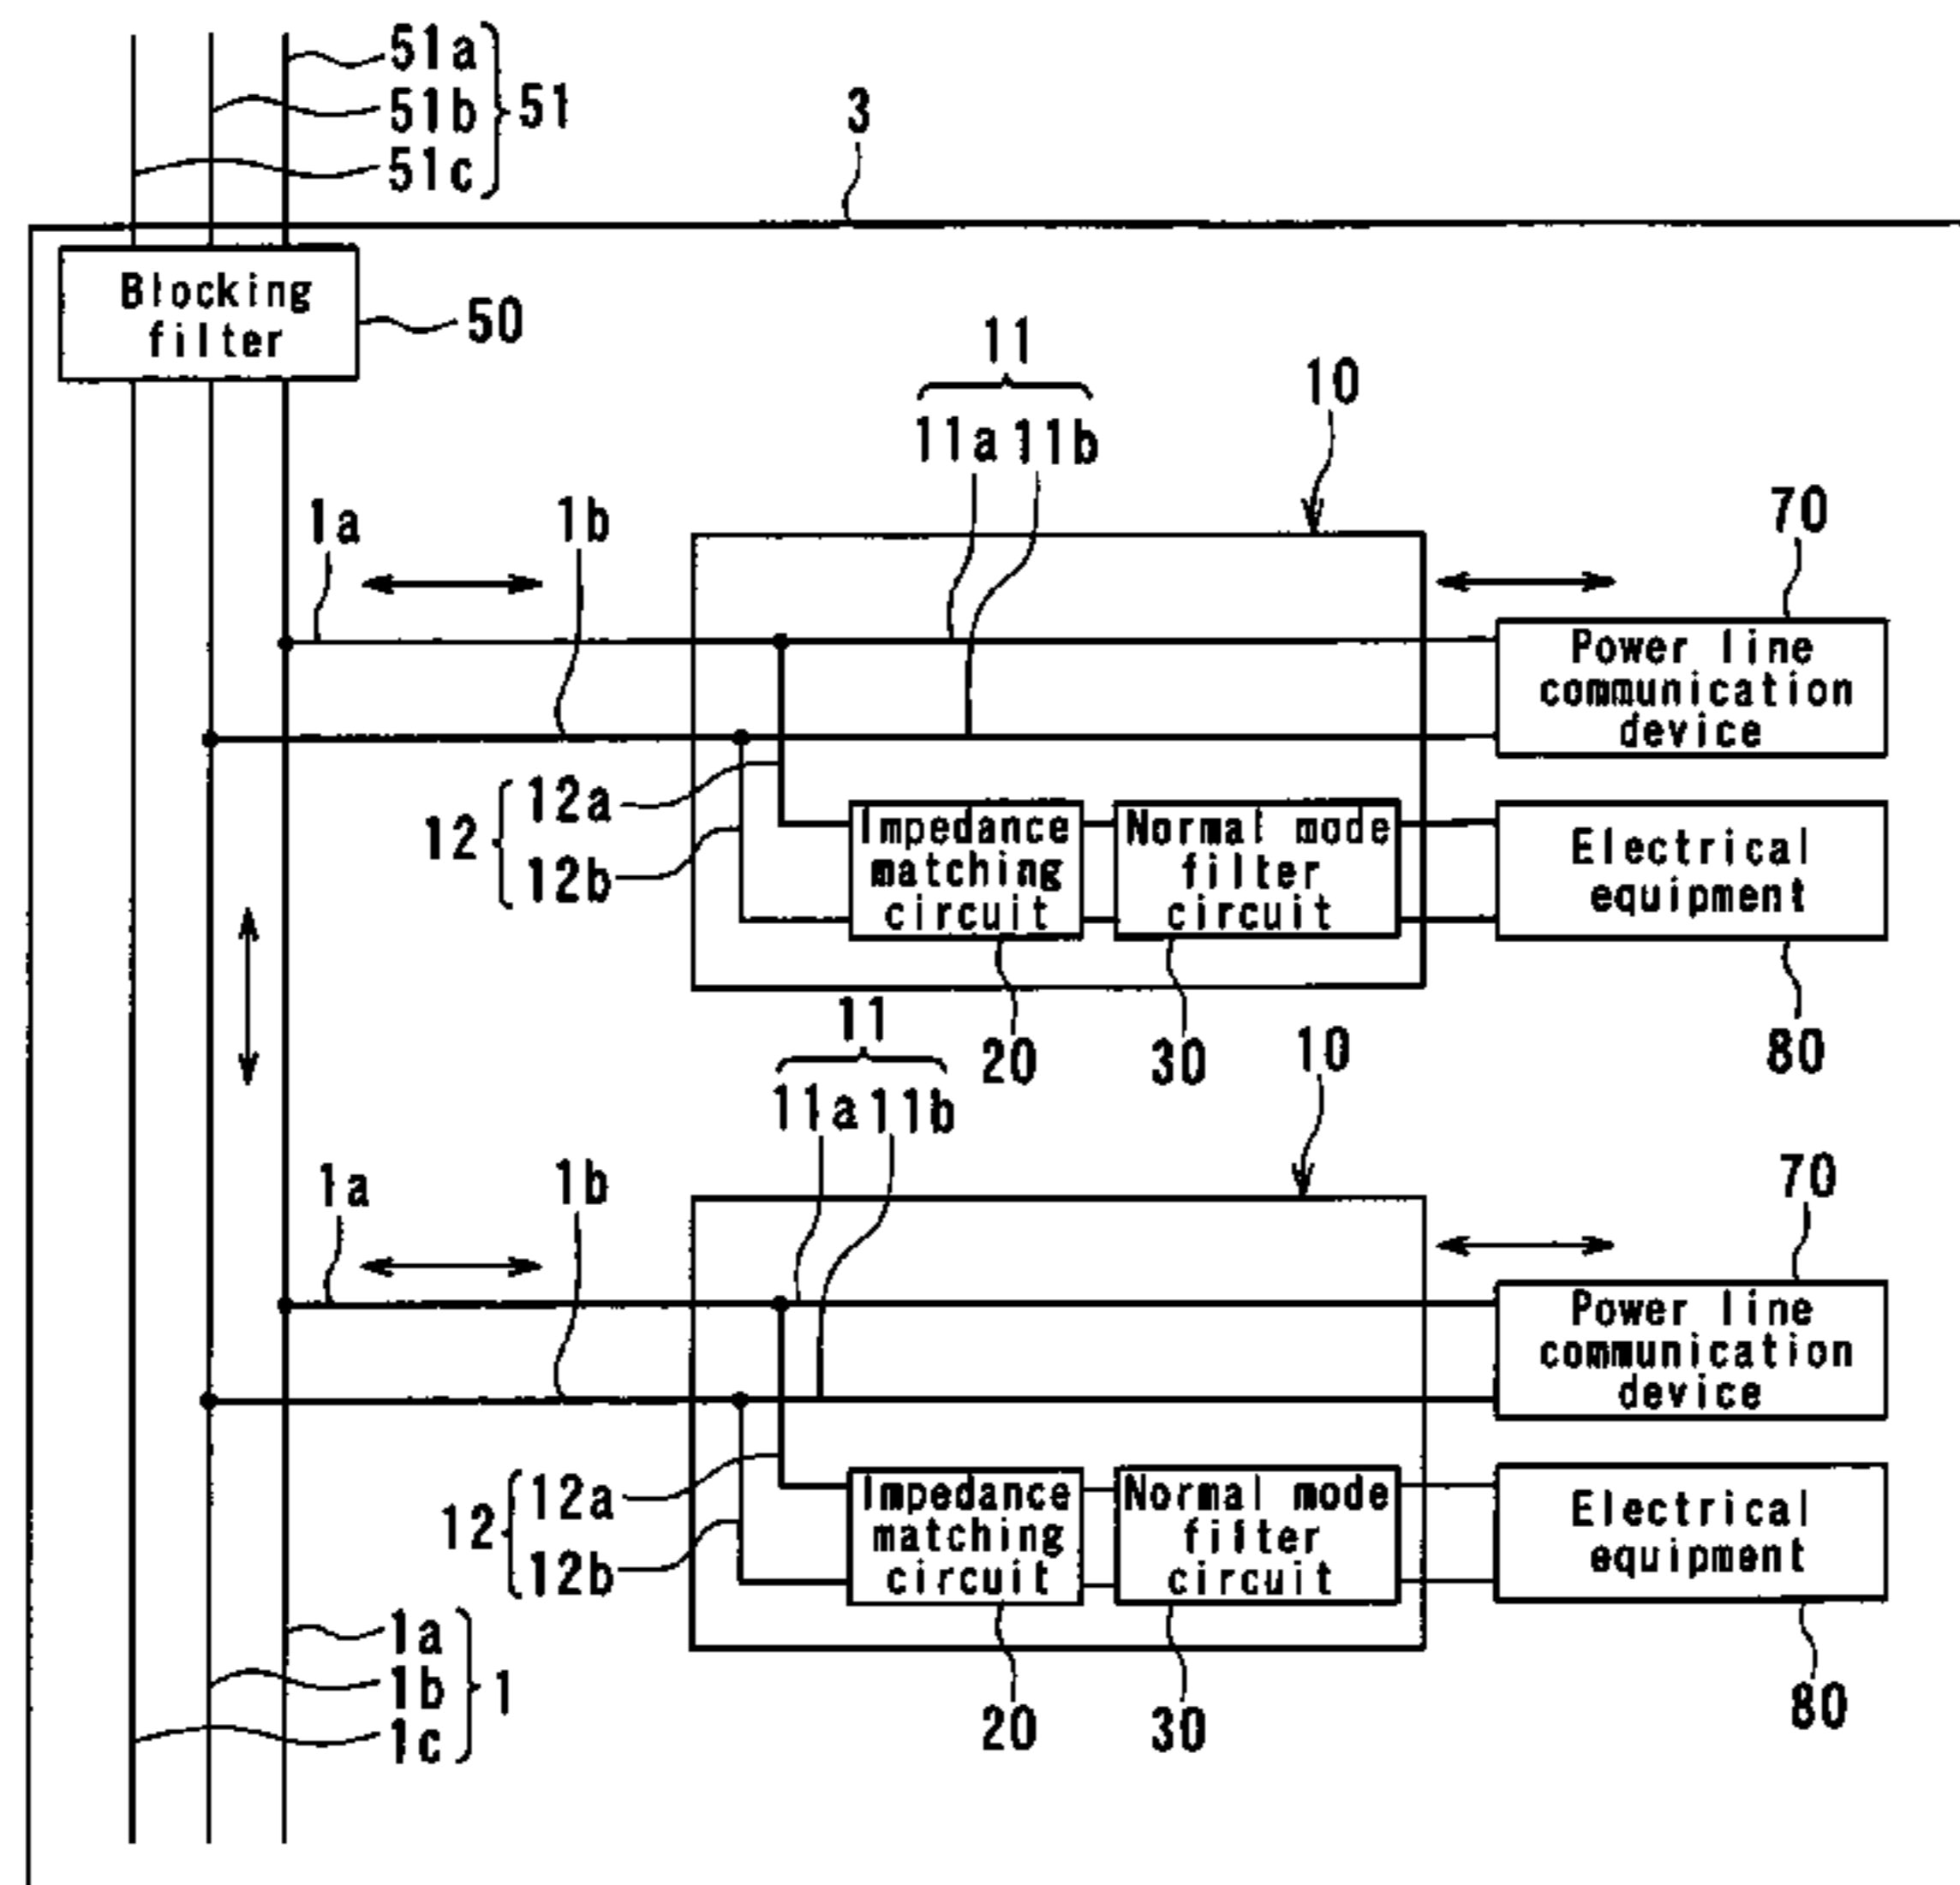 51a
51b
51
51c
3
Blocking
filter
50
11
10
11a 11b
1a
1b
70
Power line
communication
device
12a
12
12b
Impedance
matching
circuit
Normal mode
filter
circuit
Electrical
equipment
20
30
80
11
10
11a 11b
1a
1b
70
Power line
communication
device
12a
12
12b
Impedance
matching
circuit
Normal mode
filter
circuit
Electrical
equipment
20
30
80
1a
1b
1
1c